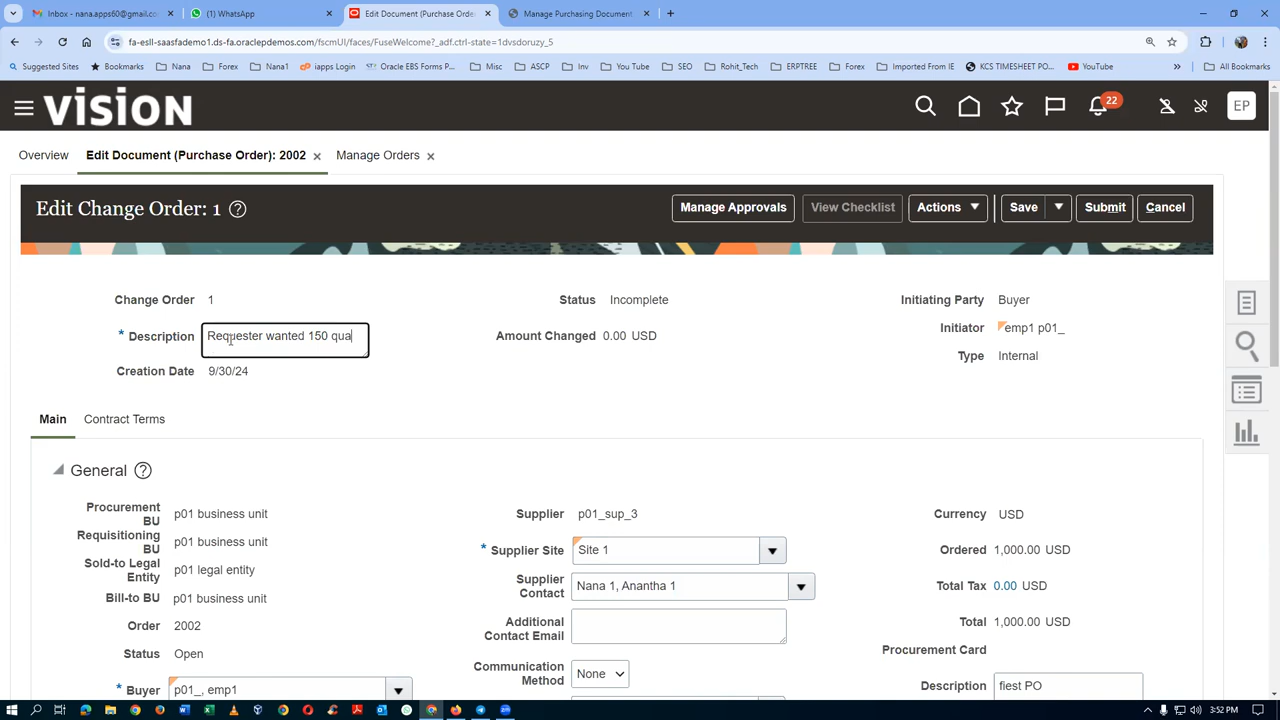 Inbox - nana.apps60@gmail.co
WhatsApp
Edit Document (Purchase Orde
Manage Purchasing Document
fa-esll-saasfademo1.ds-fa.oraclepdemos.com/fscmUI/faces/FuseWelcome?_adf.ctrl-state=1dvsdoruzy_5
Suggested Sites
Bookmarks
Nana
Forex
Nana1
iapps Login
Oracle EBS Forms P...
Misc
ASCP
Inv
You Tube
SEO
Rohit_Tech
ERPTREE
Forex
Imported From IE
KCS TIMESHEET PO...
YouTube
»
All Bookmarks
vision
22
EP
Overview
Edit Document (Purchase Order): 2002
Manage Orders
Edit Change Order: 1
Manage Approvals
View Checklist
Actions
Save
Submit
Cancel
Change Order 1
Status Incomplete
Initiating Party Buyer
* Description Requester wanted 150 qua
Amount Changed 0.00 USD
Initiator emp1 p01_
Creation Date 9/30/24
Type Internal
Main
Contract Terms
General
Procurement BU p01 business unit
Requisitioning BU p01 business unit
Sold-to Legal Entity p01 legal entity
Bill-to BU p01 business unit
Order 2002
Status Open
* Buyer p01_, emp1
Supplier p01_sup_3
* Supplier Site Site 1
Supplier Contact Nana 1, Anantha 1
Additional Contact Email
Communication Method None
Currency USD
Ordered 1,000.00 USD
Total Tax 0.00 USD
Total 1,000.00 USD
Procurement Card
Description fiest PO
3:52 PM